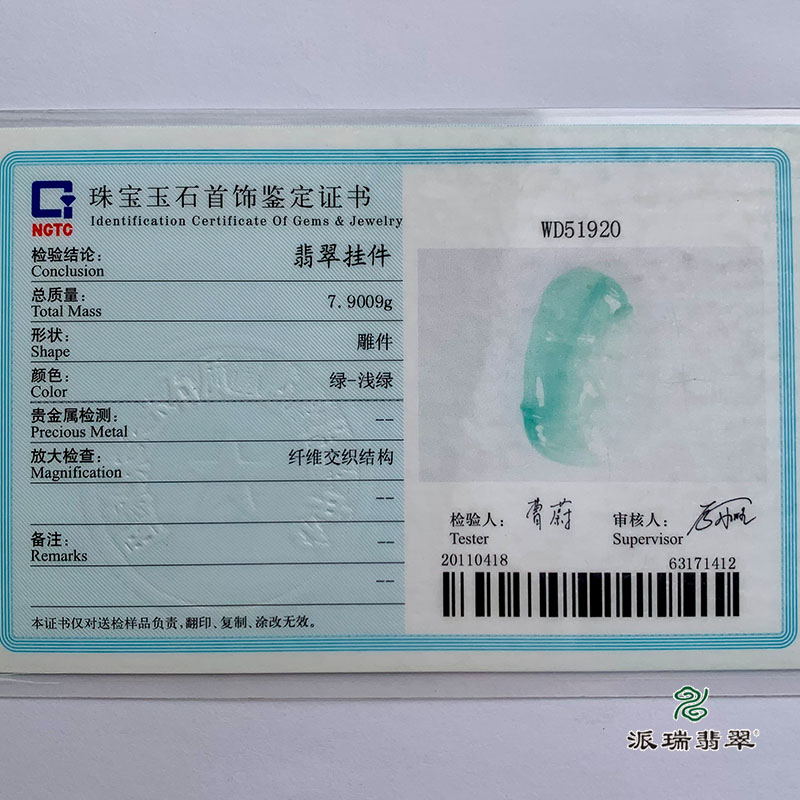 NGTC
珠宝玉石首饰鉴定证书
Identification Certificate Of Gems & Jewelry
检验结论: 翡翠挂件
Conclusion
总质量: 7.9009g
Total Mass
形状: 雕件
Shape
颜色: 绿-浅绿
Color
贵金属检测: --
Precious Metal
放大检查: 纤维交织结构
Magnification
--
备注: --
Remarks
--
本证书仅对送检样品负责,翻印、复制、涂改无效。
WD51920
检验人: 曹蔚 审核人:
Tester Supervisor
20110418 63171412
派瑞翡翠